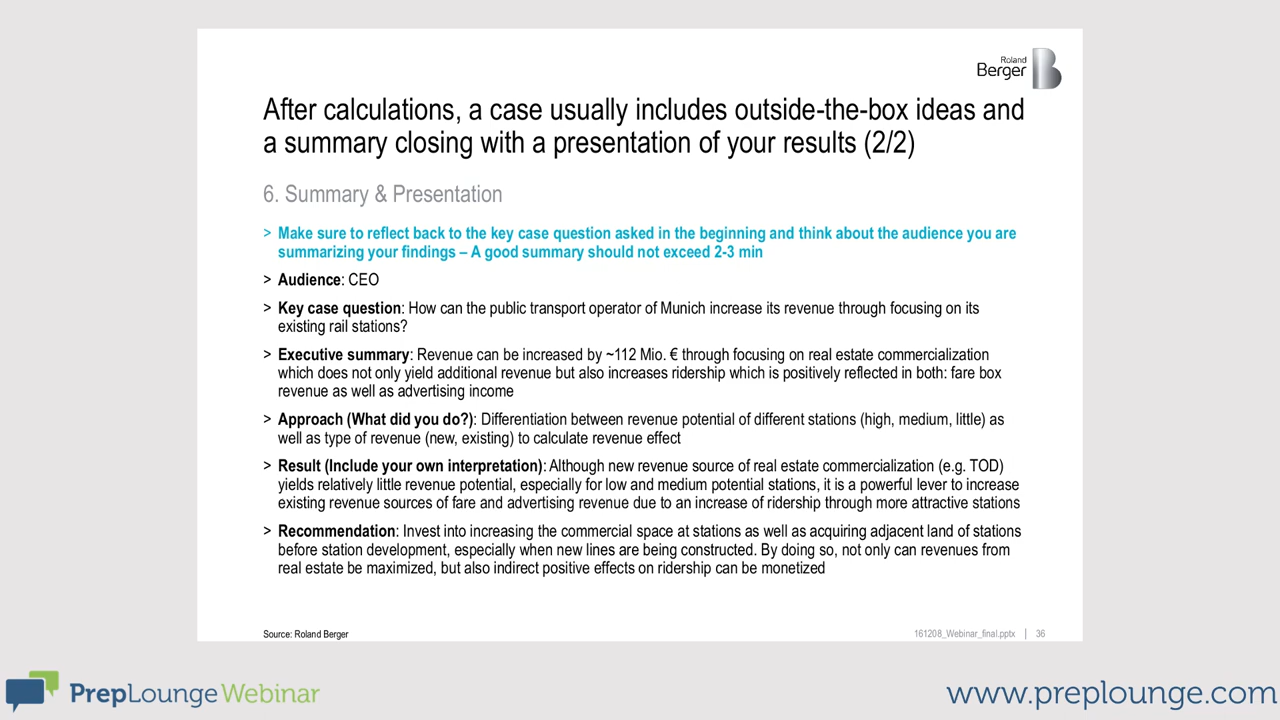 Roland
Berger
After calculations, a case usually includes outside-the-box ideas and
a summary closing with a presentation of your results (2/2)
6. Summary & Presentation
> Make sure to reflect back to the key case question asked in the beginning and think about the audience you are
summarizing your findings – A good summary should not exceed 2-3 min
> Audience: CEO
> Key case question: How can the public transport operator of Munich increase its revenue through focusing on its
existing rail stations?
> Executive summary: Revenue can be increased by ~112 Mio. € through focusing on real estate commercialization
which does not only yield additional revenue but also increases ridership which is positively reflected in both: fare box
revenue as well as advertising income
> Approach (What did you do?): Differentiation between revenue potential of different stations (high, medium, little) as
well as type of revenue (new, existing) to calculate revenue effect
> Result (Include your own interpretation): Although new revenue source of real estate commercialization (e.g. TOD)
yields relatively little revenue potential, especially for low and medium potential stations, it is a powerful lever to increase
existing revenue sources of fare and advertising revenue due to an increase of ridership through more attractive stations
> Recommendation: Invest into increasing the commercial space at stations as well as acquiring adjacent land of stations
before station development, especially when new lines are being constructed. By doing so, not only can revenues from
real estate be maximized, but also indirect positive effects on ridership can be monetized
Source: Roland Berger
161208_Webinar_final.pptx | 36
PrepLounge Webinar
www.preplounge.com